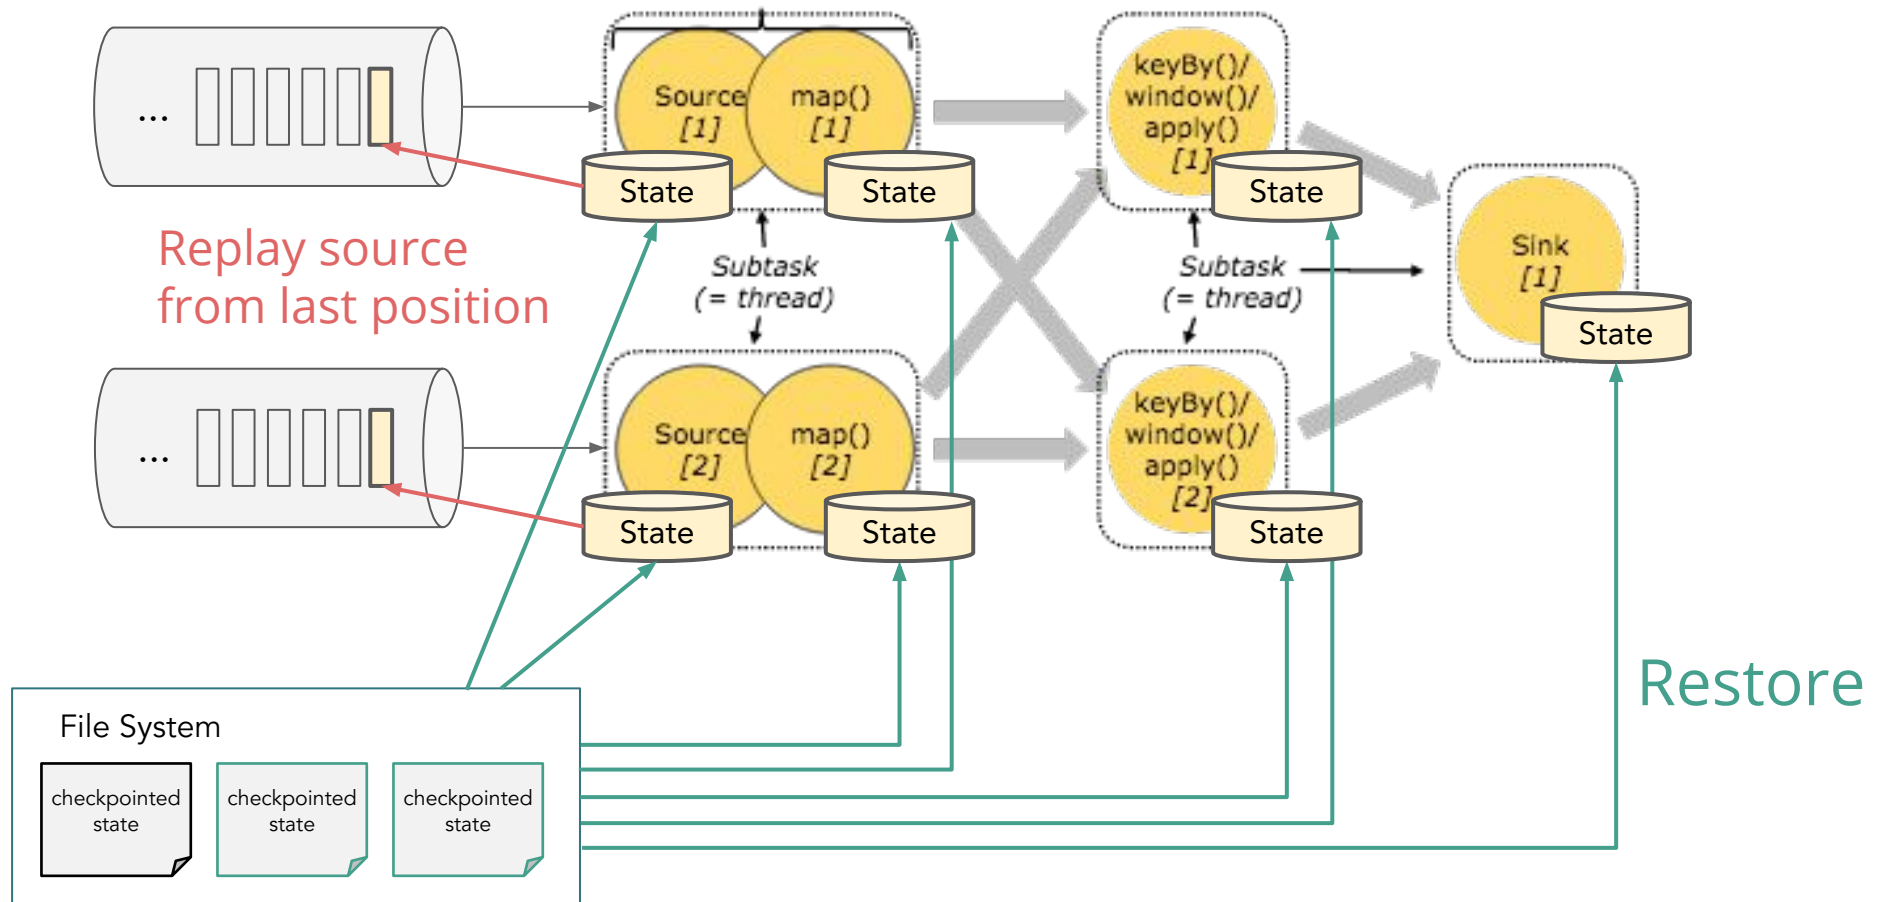 ...
Source
[1]
map()
[1]
State
State
keyBy()/
window()/
apply()
[1]
State
Replay source
from last position
Subtask
(= thread)
Subtask
(= thread)
Sink
[1]
State
...
Source
[2]
map()
[2]
State
State
keyBy()/
window()/
apply()
[2]
State
Restore
File System
checkpointed
state
checkpointed
state
checkpointed
state